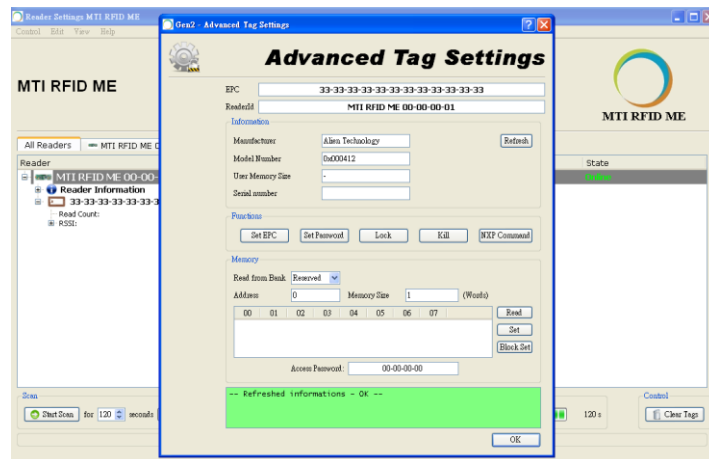 Reader Settings MTI RFID ME
Control Edit View Help
MTI RFID ME
All Readers MTI RFID ME
Reader
MTI RFID ME 00-00-
Reader Information
33-33-33-33-33-3
Read Count:
RSSI:
Scan
Start Scan for 120 seconds
Gen2 - Advanced Tag Settings
Advanced Tag Settings
EPC 33-33-33-33-33-33-33-33-33-33-33-33
ReaderId MTI RFID ME 00-00-00-01
Information
Manufacturer Alien Technology Refresh
Model Number 0x000412
User Memory Size -
Serial number
Functions
Set EPC Set Password Lock Kill NXP Command
Memory
Read from Bank Reserved
Address 0 Memory Size 1 (Words)
00 01 02 03 04 05 06 07
Read
Set
Block Set
Access Password: 00-00-00-00
-- Refreshed informations - OK --
OK
MTI RFID ME
State
Online
120 s
Control
Clear Tags